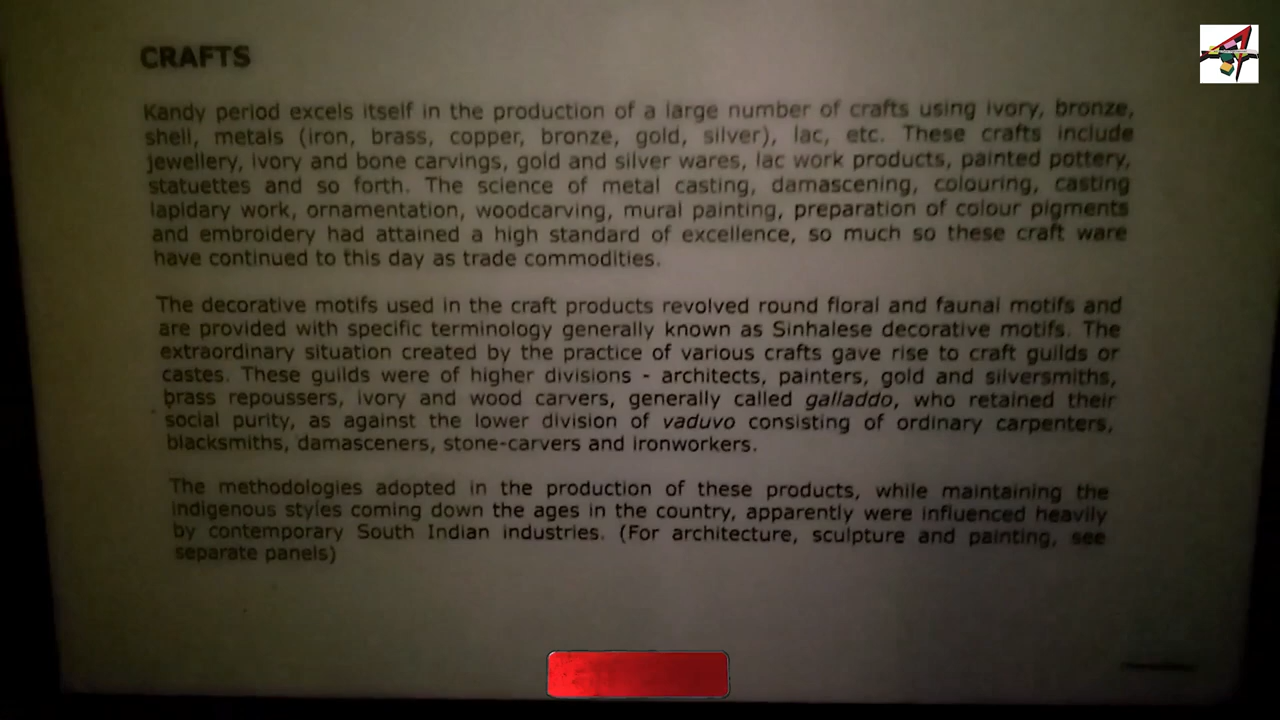 CRAFTS
Kandy period excels itself in the production of a large number of crafts using ivory, bronze,
shell, metals (iron, brass, copper, bronze, gold, silver), lac, etc. These crafts include
jewellery, ivory and bone carvings, gold and silver wares, lac work products, painted pottery,
statuettes and so forth. The science of metal casting, damascening, colouring, casting
lapidary work, ornamentation, woodcarving, mural painting, preparation of colour pigments
and embroidery had attained a high standard of excellence, so much so these craft ware
have continued to this day as trade commodities.
The decorative motifs used in the craft products revolved round floral and faunal motifs and
are provided with specific terminology generally known as Sinhalese decorative motifs. The
extraordinary situation created by the practice of various crafts gave rise to craft guilds or
castes. These guilds were of higher divisions - architects, painters, gold and silversmiths,
brass repoussers, ivory and wood carvers, generally called galladdo, who retained their
social purity, as against the lower division of vaduvo consisting of ordinary carpenters,
blacksmiths, damasceners, stone-carvers and ironworkers.
The methodologies adopted in the production of these products, while maintaining the
indigenous styles coming down the ages in the country, apparently were influenced heavily
by contemporary South Indian industries. (For architecture, sculpture and painting, see
separate panels)